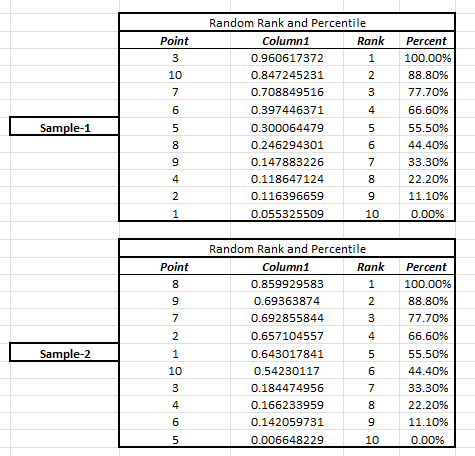 Random Rank and Percentile
Point Column1 Rank Percent
3 0.960617372 1 100.00%
10 0.847245231 2 88.80%
7 0.708849516 3 77.70%
6 0.397446371 4 66.60%
Sample-1 5 0.300064479 5 55.50%
8 0.246294301 6 44.40%
9 0.147883226 7 33.30%
4 0.118647124 8 22.20%
2 0.116396659 9 11.10%
1 0.055325509 10 0.00%
Random Rank and Percentile
Point Column1 Rank Percent
8 0.859929583 1 100.00%
9 0.69363874 2 88.80%
7 0.692855844 3 77.70%
2 0.657104557 4 66.60%
Sample-2 1 0.643017841 5 55.50%
10 0.54230117 6 44.40%
3 0.184474926 7 33.30%
4 0.166233959 8 22.20%
6 0.142059731 9 11.10%
5 0.006648229 10 0.00%